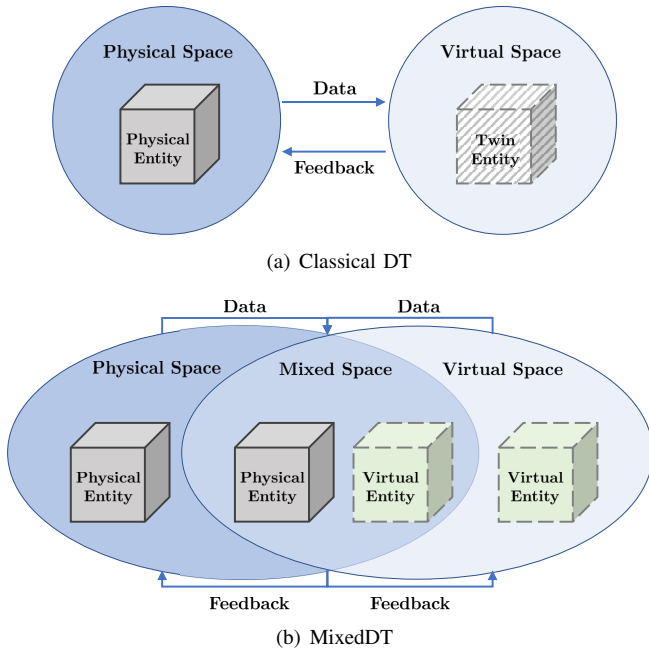 Physical Space
Virtual Space
Data
Physical
Entity
Twin
Entity
Feedback
(a) Classical DT
Data
Data
Physical Space
Mixed Space
Virtual Space
Physical
Entity
Physical
Entity
Virtual
Entity
Virtual
Entity
Feedback
Feedback
(b) MixedDT